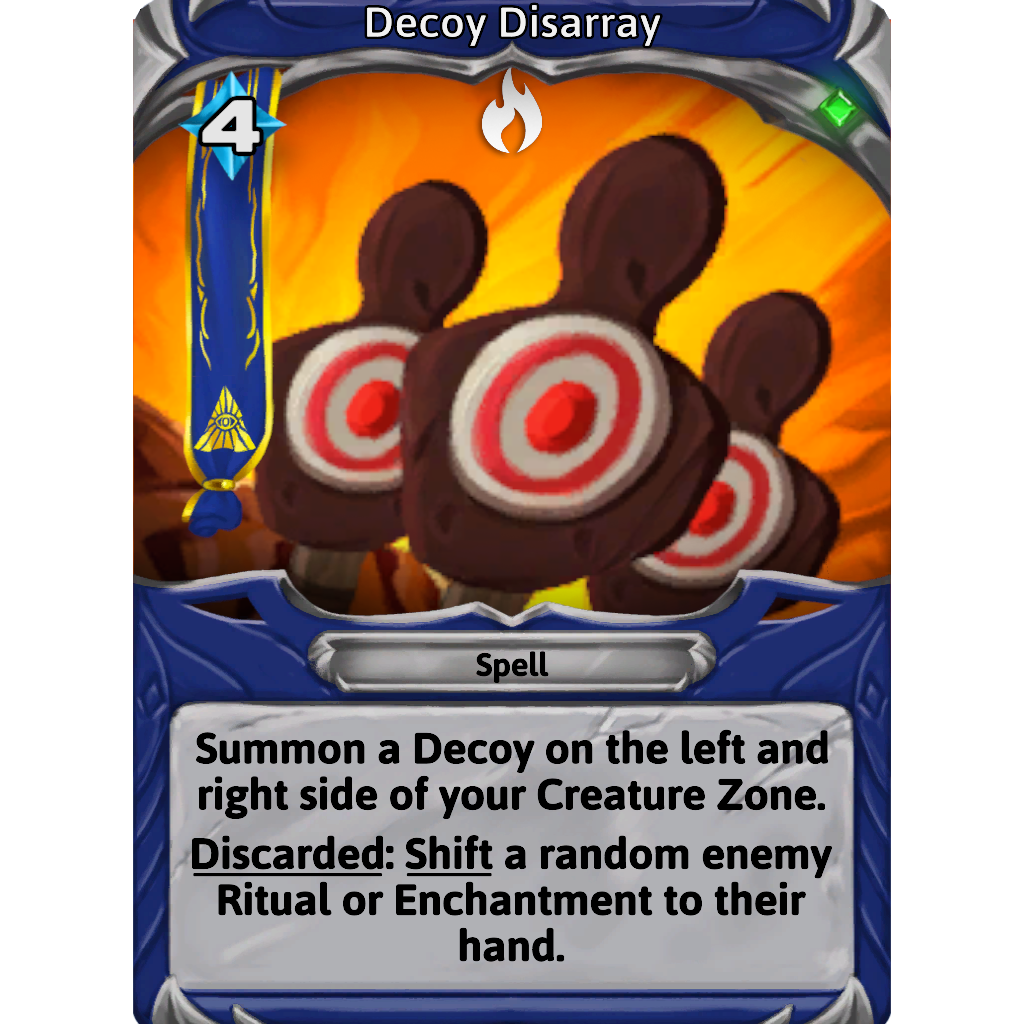 Decoy Disarray
4
Spell
Summon a Decoy on the left and
right side of your Creature Zone.
Discarded: Shift a random enemy
Ritual or Enchantment to their
hand.